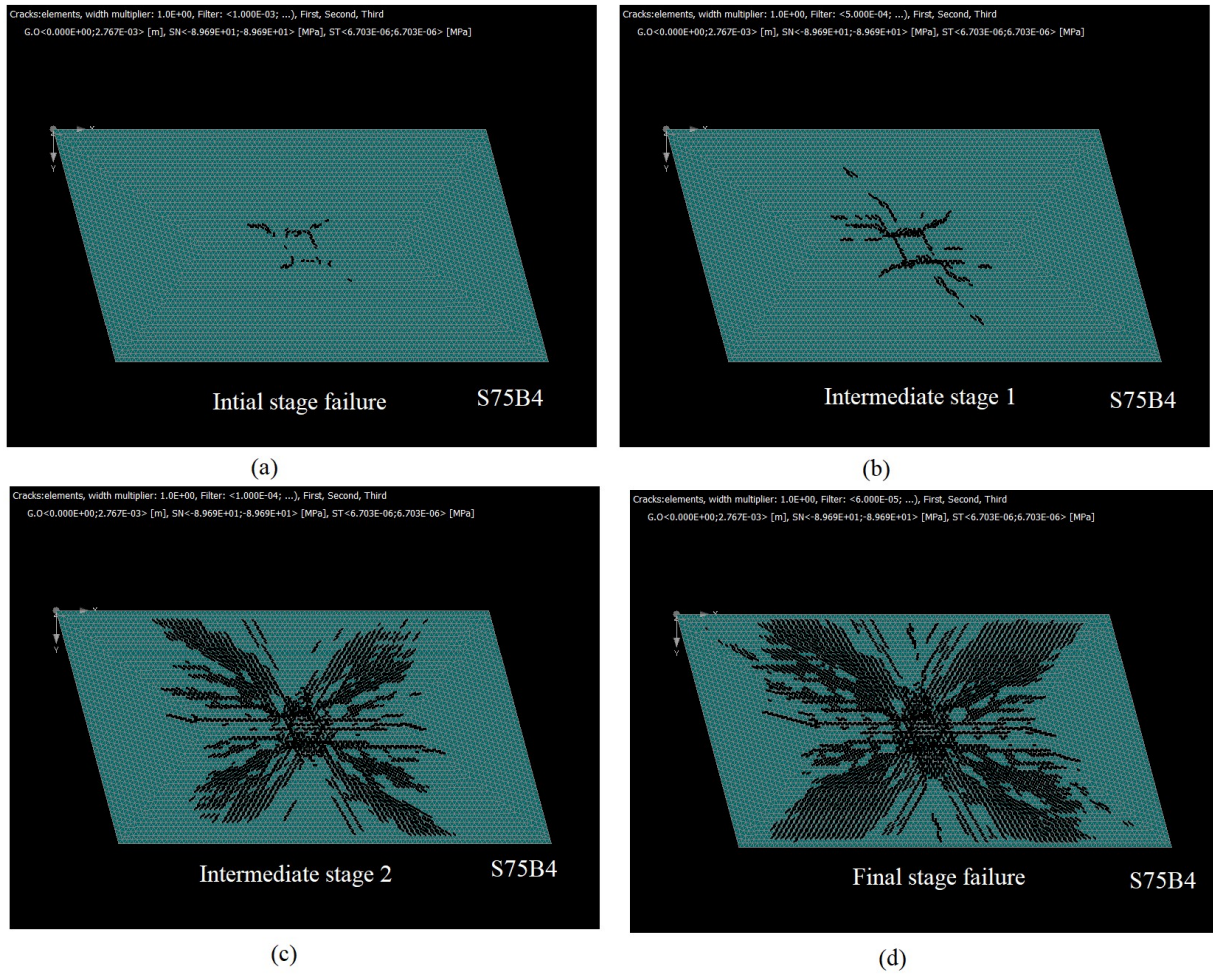 Cracks:elements, width multiplier: 1.0E+00, Filter: <1.000E-03; ...), First, Second, Third
G.O<0.000E+00;2.767E-03> [m], SN<-8.969E+01;-8.969E+01> [MPa], ST<6.703E-06;6.703E-06> [MPa]
Y
Intial stage failure
S75B4
(a)
Cracks:elements, width multiplier: 1.0E+00, Filter: <5.000E-04; ...), First, Second, Third
G.O<0.000E+00;2.767E-03> [m], SN<-8.969E+01;-8.969E+01> [MPa], ST<6.703E-06;6.703E-06> [MPa]
Y
Intermediate stage 1
S75B4
(b)
Cracks:elements, width multiplier: 1.0E+00, Filter: <1.000E-04; ...), First, Second, Third
G.O<0.000E+00;2.767E-03> [m], SN<-8.969E+01;-8.969E+01> [MPa], ST<6.703E-06;6.703E-06> [MPa]
Y
Intermediate stage 2
S75B4
(c)
Cracks:elements, width multiplier: 1.0E+00, Filter: <6.000E-05; ...), First, Second, Third
G.O<0.000E+00;2.767E-03> [m], SN<-8.969E+01;-8.969E+01> [MPa], ST<6.703E-06;6.703E-06> [MPa]
Y
Final stage failure
S75B4
(d)